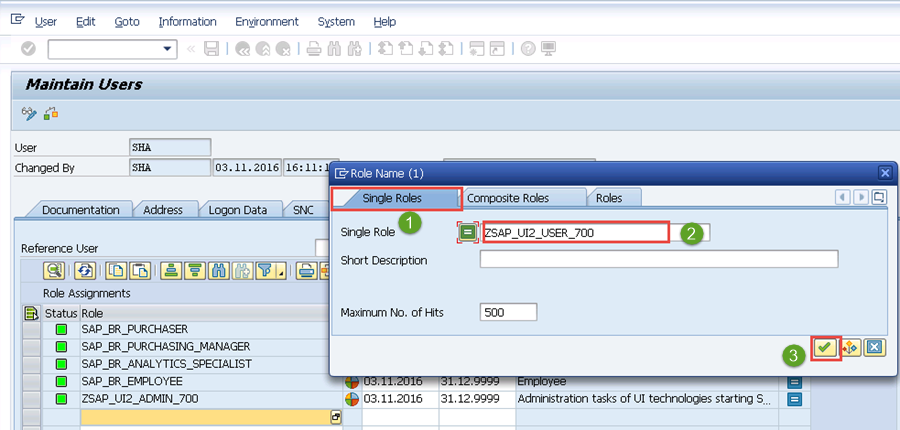 User Edit Goto Information Environment System Help
Maintain Users
User SHA
Changed By SHA 03.11.2016 16:11:1
Role Name (1)
Single Roles Composite Roles Roles
1
Single Role ZSAP_UI2_USER_700 2
Short Description
Maximum No. of Hits 500
3
Documentation Address Logon Data SNC
Reference User
Role Assignments
Status Role
SAP_BR_PURCHASER
SAP_BR_PURCHASING_MANAGER
SAP_BR_ANALYTICS_SPECIALIST
SAP_BR_EMPLOYEE 03.11.2016 31.12.9999 Employee
ZSAP_UI2_ADMIN_700 03.11.2016 31.12.9999 Administration tasks of UI technologies starting S...